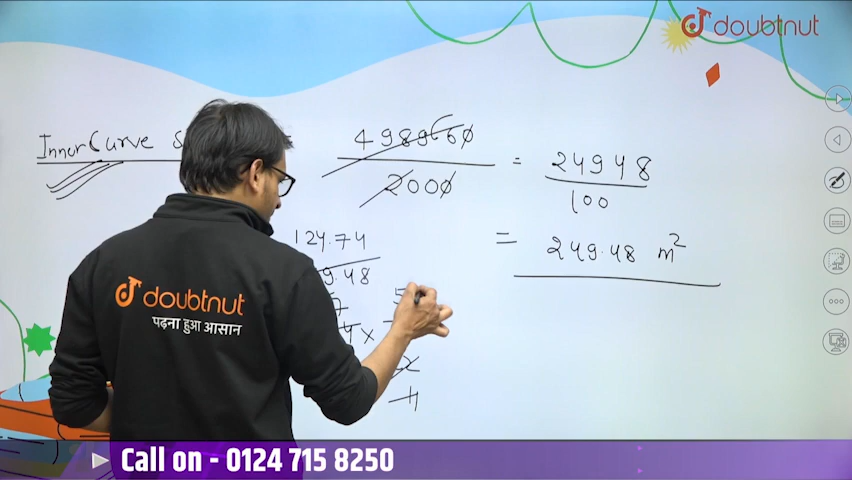 doubtnut
Inner Curve S
498960
2000
= 24948
100
= 249.48 m²
124.74
9.48
doubtnut
पढ़ना हुआ आसान
Call on - 0124 715 8250